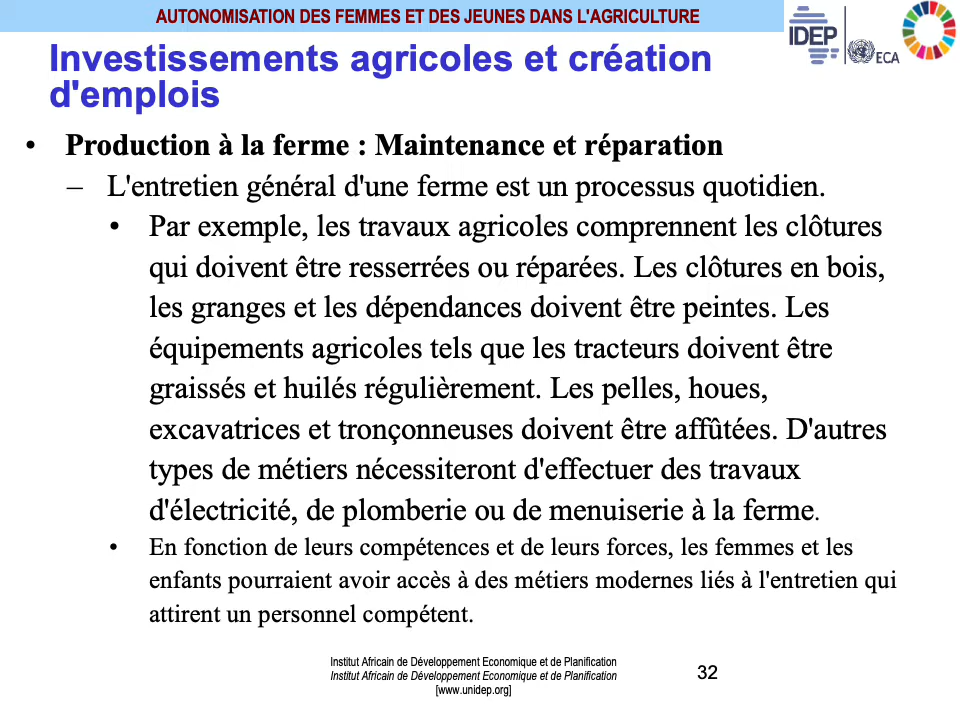 AUTONOMISATION DES FEMMES ET DES JEUNES DANS L'AGRICULTURE
IDEP
ECA
Investissements agricoles et création
d'emplois
• Production à la ferme : Maintenance et réparation
– L'entretien général d'une ferme est un processus quotidien.
• Par exemple, les travaux agricoles comprennent les clôtures
qui doivent être resserrées ou réparées. Les clôtures en bois,
les granges et les dépendances doivent être peintes. Les
équipements agricoles tels que les tracteurs doivent être
graissés et huilés régulièrement. Les pelles, houes,
excavatrices et tronçonneuses doivent être affûtées. D'autres
types de métiers nécessiteront d'effectuer des travaux
d'électricité, de plomberie ou de menuiserie à la ferme.
• En fonction de leurs compétences et de leurs forces, les femmes et les
enfants pourraient avoir accès à des métiers modernes liés à l'entretien qui
attirent un personnel compétent.
Institut Africain de Développement Economique et de Planification
Institut Africain de Développement Economique et de Planification
[www.unidep.org]
32